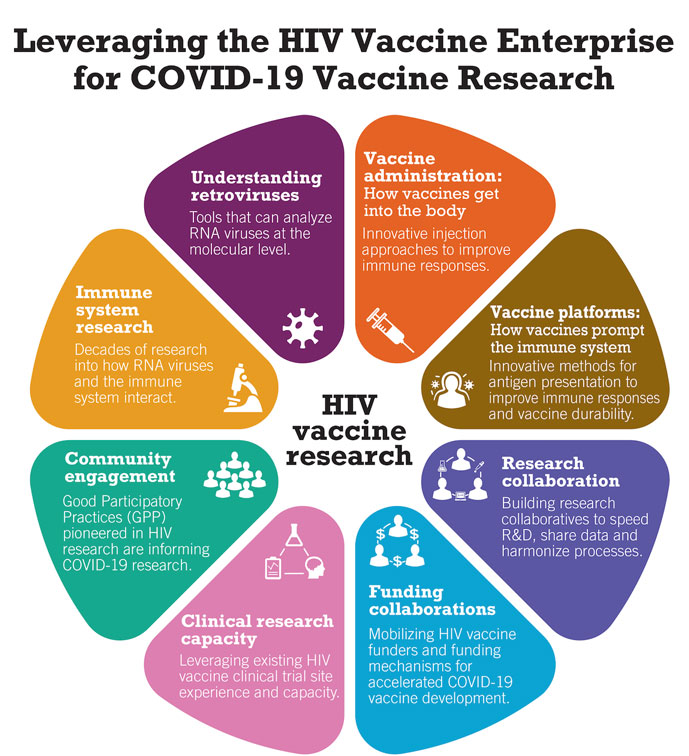 Leveraging the HIV Vaccine Enterprise
for COVID-19 Vaccine Research
Understanding
retroviruses
Tools that can analyze
RNA viruses at the
molecular level.
Vaccine
administration:
How vaccines get
into the body
Innovative injection
approaches to improve
immune responses.
Vaccine platforms:
How vaccines prompt
the immune system
Innovative methods for
antigen presentation to
improve immune responses
and vaccine durability.
Research
collaboration
Building research
collaboratives to speed
R&D, share data and
harmonize processes.
$ $
$ $
Funding
collaborations
Mobilizing HIV vaccine
funders and funding
mechanisms for
accelerated COVID-19
vaccine development.
Clinical research
capacity
Leveraging existing HIV
vaccine clinical trial site
experience and capacity.
Community
engagement
Good Participatory
Practices (GPP)
pioneered in HIV
research are informing
COVID-19 research.
Immune
system
research
Decades of research
into how RNA viruses
and the immune
system interact.
HIV
vaccine
research